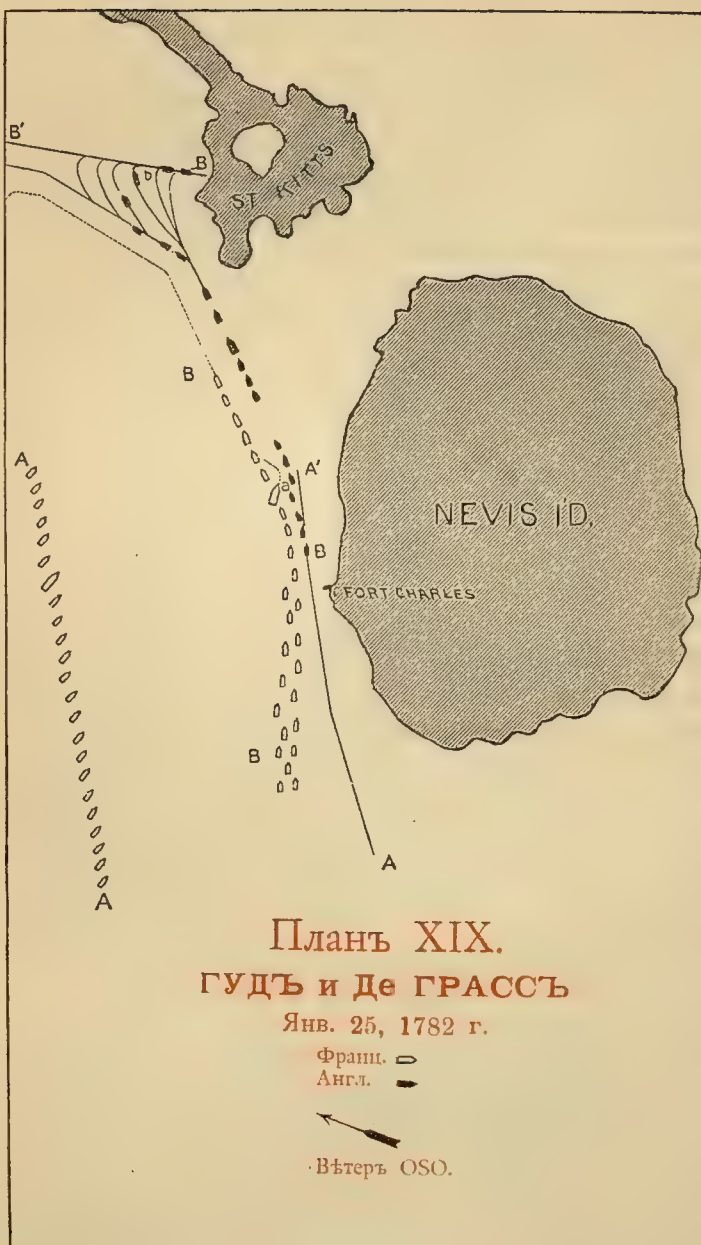 A
B'
B
b
ST KITTS
B
A
A'
a
NEVIS I'D.
B
FORT CHARLES
B
A
A
Планъ XIX.
ГУДЪ и Де ГРАССЪ
Янв. 25, 1782 г.
Франц.
Англ.
Вѣтеръ OSO.